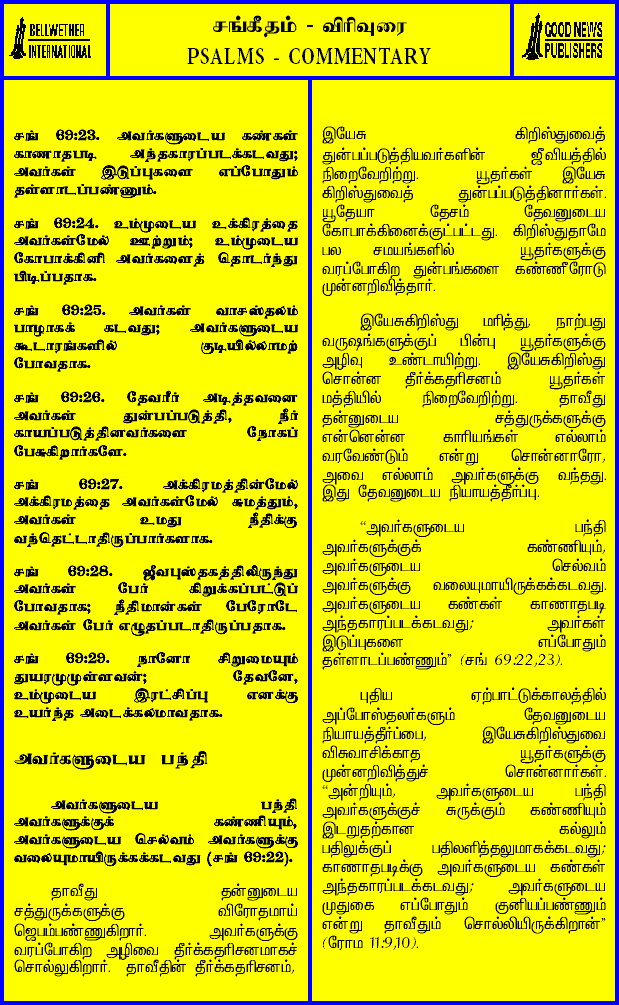 BELLWETHER
INTERNATIONAL
சங்கீதம் - விரிவுரை
PSALMS - COMMENTARY
GOOD NEWS
PUBLISHERS
சங் 69:23. அவர்களுடைய கண்கள்
காணாதபடி அந்தகாரப்படக்கடவது;
அவர்கள் இடுப்புகளை எப்போதும்
தள்ளாடப்பண்ணும்.
சங் 69:24. உம்முடைய உக்கிரத்தை
அவர்கள்மேல் ஊற்றும்; உம்முடைய
கோபாக்கினி அவர்களைத் தொடர்ந்து
பிடிப்பதாக.
சங் 69:25. அவர்கள் வாசஸ்தலம்
பாழாகக் கடவது; அவர்களுடைய
கூடாரங்களில் குடியில்லாமற்
போவதாக.
சங் 69:26. தேவரீர் அடித்தவனை
அவர்கள் துன்பப்படுத்தி, நீர்
காயப்படுத்தினவர்களை நோகப்
பேசுகிறார்களே.
சங் 69:27. அக்கிரமத்தின்மேல்
அக்கிரமத்தை அவர்கள்மேல் சுமத்தும்,
அவர்கள் உமது நீதிக்கு
வந்தெட்டாதிருப்பார்களாக.
சங் 69:28. ஜீவபுஸ்தகத்திலிருந்து
அவர்கள் பேர் கிறுக்கப்பட்டுப்
போவதாக; நீதிமான்கள் பேரோடே
அவர்கள் பேர் எழுதப்படாதிருப்பதாக.
சங் 69:29. நானோ சிறுமையும்
துயரமுமுள்ளவன்; தேவனே,
உம்முடைய இரட்சிப்பு எனக்கு
உயர்ந்த அடைக்கலமாவதாக.
அவர்களுடைய பந்தி
அவர்களுடைய பந்தி
அவர்களுக்குக் கண்ணியும்,
அவர்களுடைய செல்வம் அவர்களுக்கு
வலையுமாயிருக்கக்கடவது (சங் 69:22).
தாவீது தன்னுடைய
சத்துருக்களுக்கு விரோதமாய்
ஜெபம்பண்ணுகிறார். அவர்களுக்கு
வரப்போகிற அழிவை தீர்க்கதரிசனமாகச்
சொல்லுகிறார். தாவீதின் தீர்க்கதரிசனம்,
இயேசு கிறிஸ்துவைத்
துன்பப்படுத்தியவர்களின் ஜீவியத்தில்
நிறைவேறிற்று. யூதர்கள் இயேசு
கிறிஸ்துவைத் துன்பப்படுத்தினார்கள்.
யூதேயா தேசம் தேவனுடைய
கோபாக்கினைக்குட்பட்டது. கிறிஸ்துதாமே
பல சமயங்களில் யூதர்களுக்கு
வரப்போகிற துன்பங்களை கண்ணீரோடு
முன்னறிவித்தார்.
இயேசுகிறிஸ்து மரித்து, நாற்பது
வருஷங்களுக்குப் பின்பு யூதர்களுக்கு
அழிவு உண்டாயிற்று. இயேசுகிறிஸ்து
சொன்ன தீர்க்கதரிசனம் யூதர்கள்
மத்தியில் நிறைவேறிற்று. தாவீது
தன்னுடைய சத்துருக்களுக்கு
என்னென்ன காரியங்கள் எல்லாம்
வரவேண்டும் என்று சொன்னாரோ,
அவை எல்லாம் அவர்களுக்கு வந்தது.
இது தேவனுடைய நியாயத்தீர்ப்பு.
“அவர்களுடைய பந்தி
அவர்களுக்குக் கண்ணியும்,
அவர்களுடைய செல்வம்
அவர்களுக்கு வலையுமாயிருக்கக்கடவது.
அவர்களுடைய கண்கள் காணாதபடி
அந்தகாரப்படக்கடவது; அவர்கள்
இடுப்புகளை எப்போதும்
தள்ளாடப்பண்ணும்” (சங் 69:22,23).
புதிய ஏற்பாட்டுக்காலத்தில்
அப்போஸ்தலர்களும் தேவனுடைய
நியாயத்தீர்ப்பை, இயேசுகிறிஸ்துவை
விசுவாசிக்காத யூதர்களுக்கு
முன்னறிவித்துச் சொன்னார்கள்.
“அன்றியும், அவர்களுடைய பந்தி
அவர்களுக்குச் சுருக்கும் கண்ணியும்
இடறுதற்கான கல்லும்
பதிலுக்குப் பதிலளித்தலுமாகக்கடவது;
காணாதபடிக்கு அவர்களுடைய கண்கள்
அந்தகாரப்படக்கடவது; அவர்களுடைய
முதுகை எப்போதும் குனியப்பண்ணும்
என்று தாவீதும் சொல்லியிருக்கிறான்”
(ரோம 11:9,10).